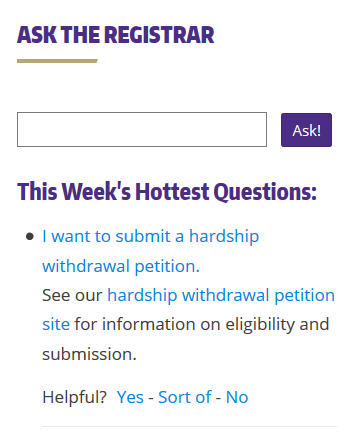 ASK THE REGISTRAR
Ask!
This Week's Hottest Questions:
I want to submit a hardship
withdrawal petition.
See our hardship withdrawal petition
site for information on eligibility and
submission.
Helpful? Yes - Sort of - No